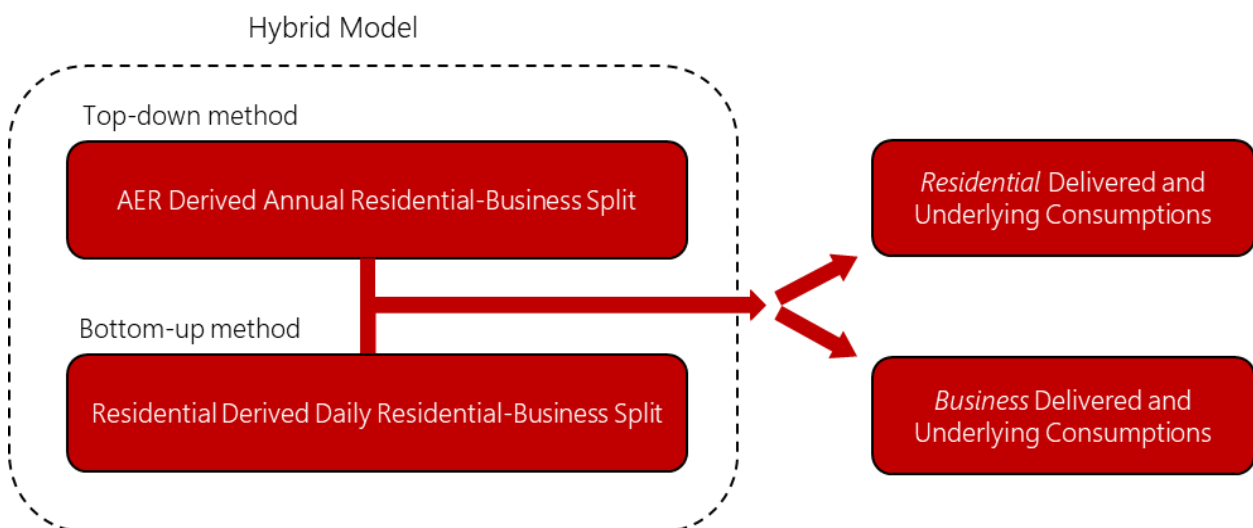 Hybrid Model
Top-down method
AER Derived Annual Residential-Business Split
Bottom-up method
Residential Derived Daily Residential-Business Split
Residential Delivered and
Underlying Consumptions
Business Delivered and
Underlying Consumptions